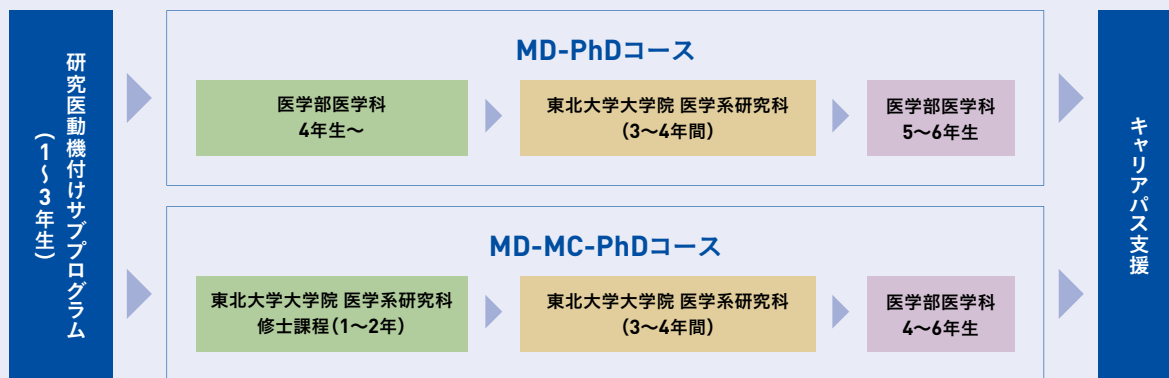 研究医動機付けサブプログラム
(1〜3年生)
MD-PhDコース
医学部医学科
4年生〜
東北大学大学院 医学系研究科
(3〜4年間)
医学部医学科
5〜6年生
MD-MC-PhDコース
東北大学大学院 医学系研究科
修士課程(1〜2年)
東北大学大学院 医学系研究科
(3〜4年間)
医学部医学科
4〜6年生
キャリアパス支援